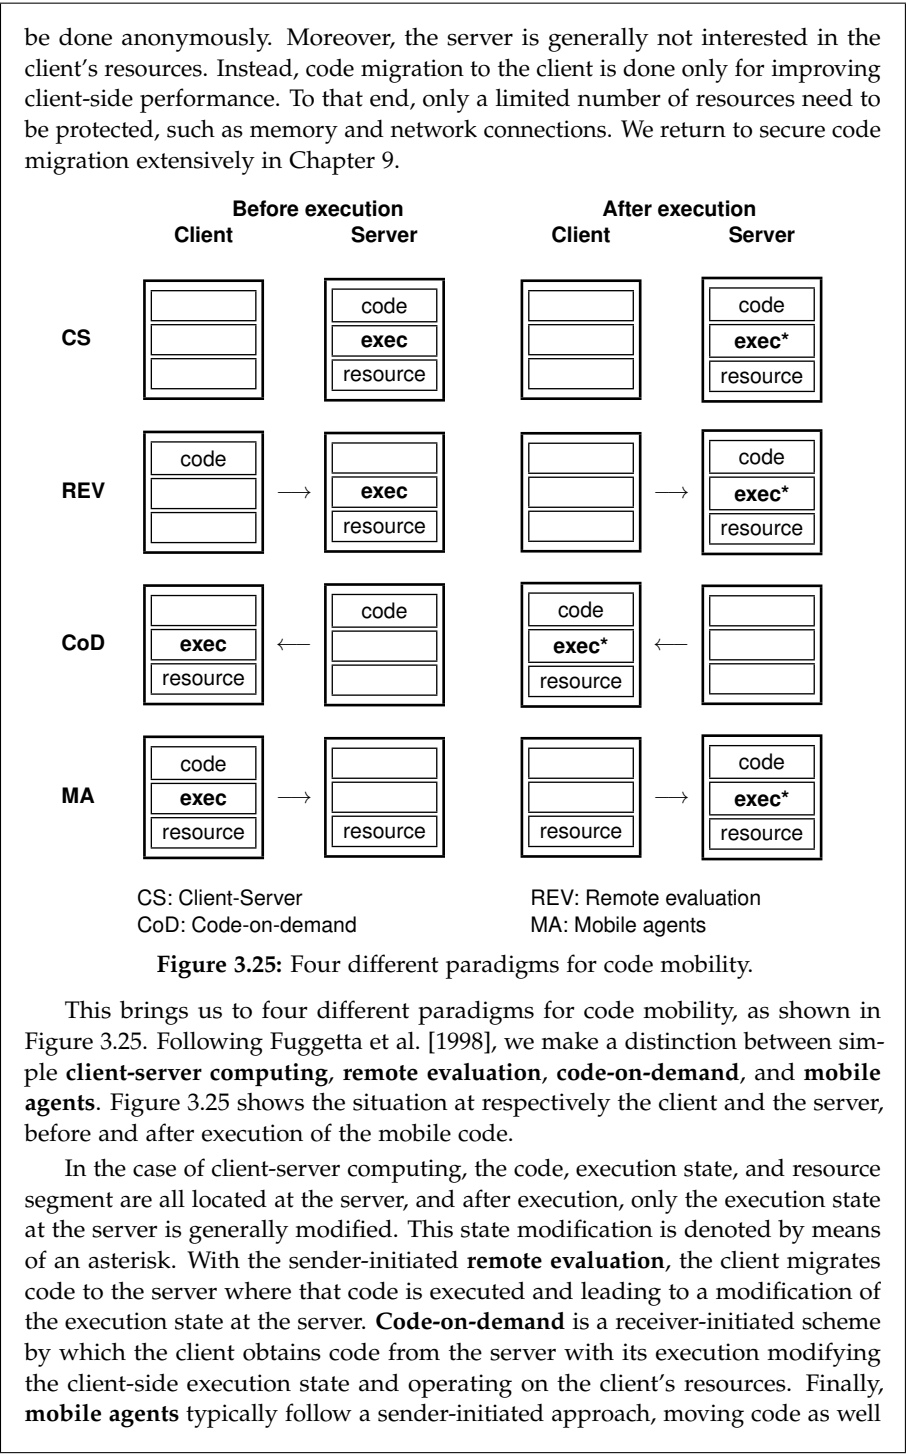 be done anonymously. Moreover, the server is generally not interested in the
client's resources. Instead, code migration to the client is done only for improving
client-side performance. To that end, only a limited number of resources need to
be protected, such as memory and network connections. We return to secure code
migration extensively in Chapter 9.
Before execution After execution
Client Server Client Server
CS
code code
exec exec*
resource resource
REV
code code
→ exec → exec*
resource resource
CoD
code code
exec ← exec* ←
resource resource
MA
code code
exec → → exec*
resource resource resource resource
CS: Client-Server REV: Remote evaluation
CoD: Code-on-demand MA: Mobile agents
Figure 3.25: Four different paradigms for code mobility.
This brings us to four different paradigms for code mobility, as shown in
Figure 3.25. Following Fuggetta et al. [1998], we make a distinction between sim-
ple client-server computing, remote evaluation, code-on-demand, and mobile
agents. Figure 3.25 shows the situation at respectively the client and the server,
before and after execution of the mobile code.
In the case of client-server computing, the code, execution state, and resource
segment are all located at the server, and after execution, only the execution state
at the server is generally modified. This state modification is denoted by means
of an asterisk. With the sender-initiated remote evaluation, the client migrates
code to the server where that code is executed and leading to a modification of
the execution state at the server. Code-on-demand is a receiver-initiated scheme
by which the client obtains code from the server with its execution modifying
the client-side execution state and operating on the client's resources. Finally,
mobile agents typically follow a sender-initiated approach, moving code as well